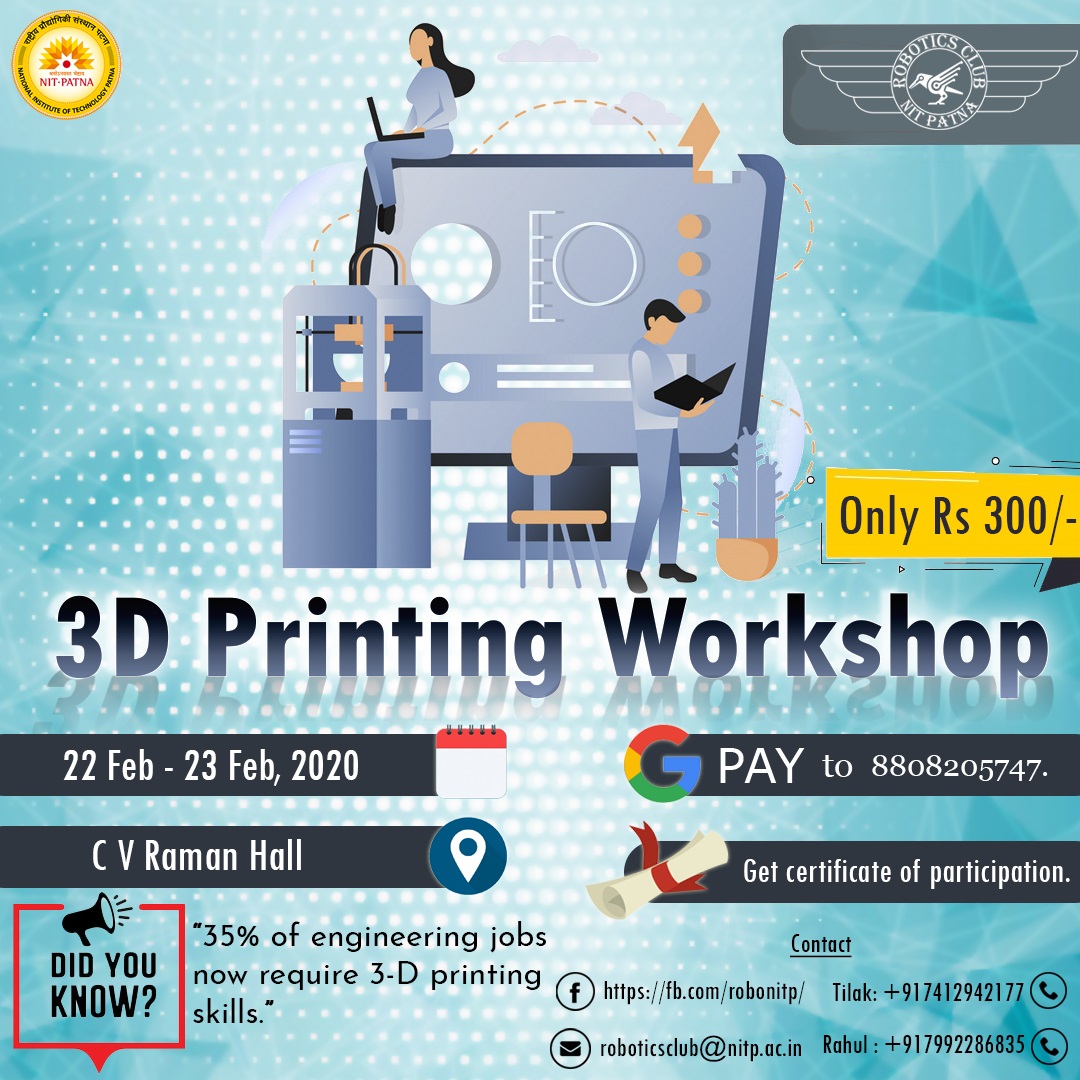 राष्ट्रीय प्रौद्योगिकी संस्थान पटना
NIT-PATNA
NATIONAL INSTITUTE OF TECHNOLOGY PATNA
ROBOTICS CLUB
NIT PATNA
Only Rs 300/-
3D Printing Workshop
22 Feb - 23 Feb, 2020
G PAY to 8808205747.
C V Raman Hall
Get certificate of participation.
DID YOU
KNOW?
"35% of engineering jobs
now require 3-D printing
skills."
Contact
https://fb.com/robonitp/
Tilak: +917412942177
roboticsclub@nitp.ac.in
Rahul : +917992286835